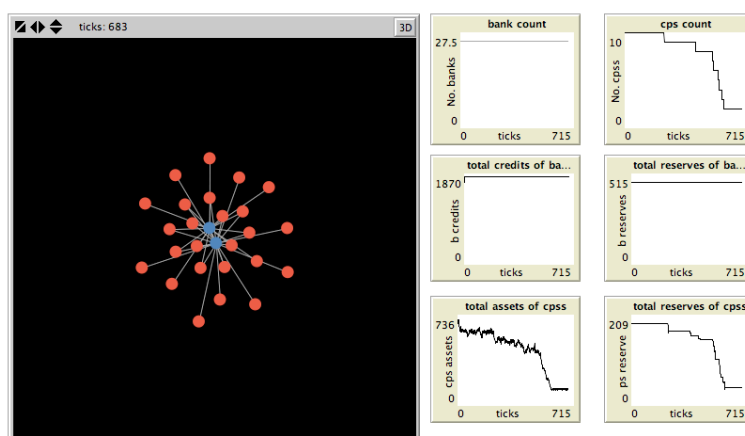 ticks: 683
3D
bank count
27.5
No. banks
0
0 ticks 715
cps count
10
No. cpss
0
0 ticks 715
total credits of ba...
1870
b credits
0
0 ticks 715
total reserves of ba...
515
b reserves
0
0 ticks 715
total assets of cpss
736
cps assets
0
0 ticks 715
total reserves of cpss
209
ps reserve
0
0 ticks 715